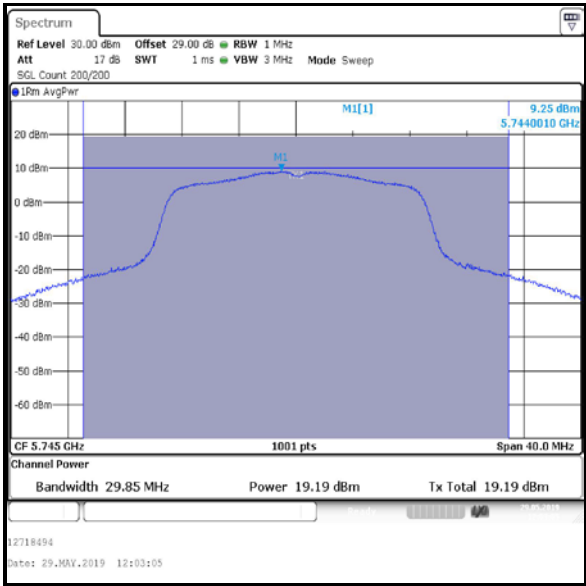 Spectrum
Ref Level 30.00 dBm Offset 29.00 dB RBW 1 MHz
Att 17 dB SWT 1 ms VBW 3 MHz Mode Sweep
SGL Count 200/200
1Rm AvgPwr
M1[1] 9.25 dBm
5.7440010 GHz
20 dBm
M1
10 dBm
0 dBm
-10 dBm
-20 dBm
-30 dBm
-40 dBm
-50 dBm
-60 dBm
CF 5.745 GHz 1001 pts Span 40.0 MHz
Channel Power
Bandwidth 29.85 MHz Power 19.19 dBm Tx Total 19.19 dBm
12718494
Date: 29.MAY.2019 12:03:05